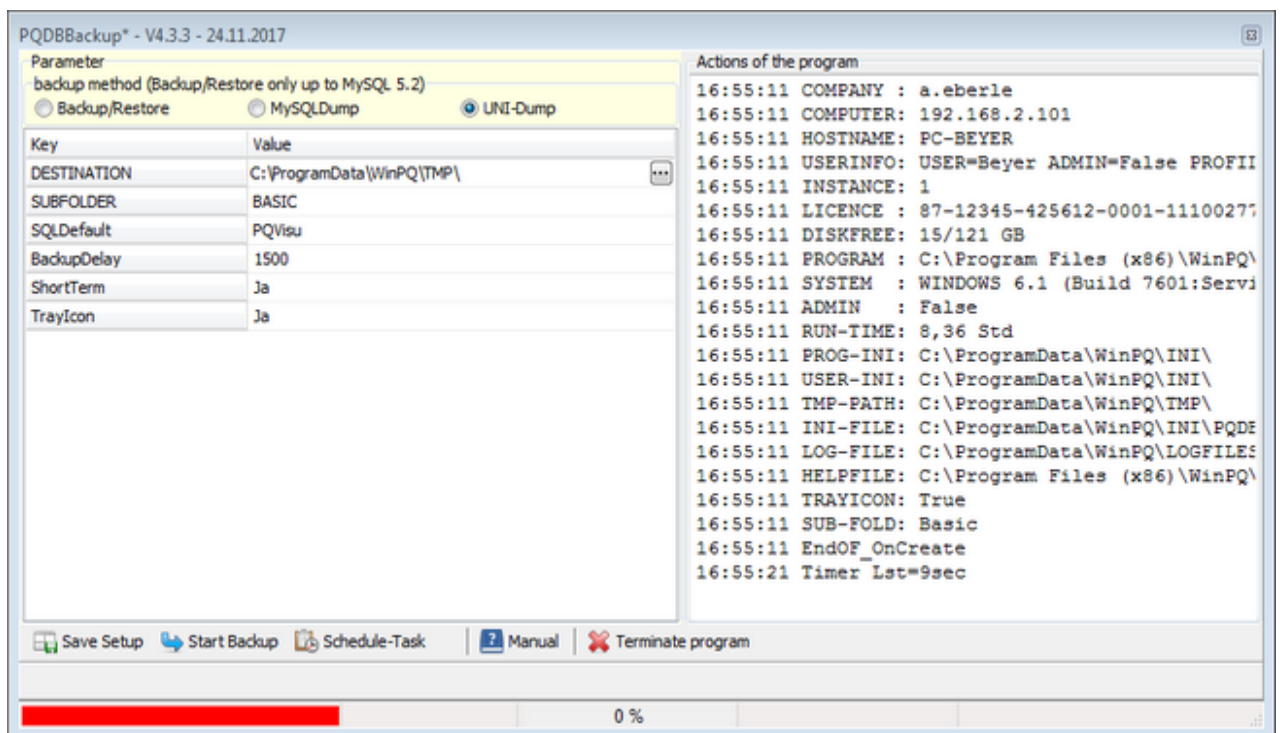 PQDBBackup* - V4.3.3 - 24.11.2017
Parameter
backup method (Backup/Restore only up to MySQL 5.2)
Backup/Restore MySQLDump UNI-Dump
Key Value
DESTINATION C:\ProgramData\WinPQ\TMP\ ...
SUBFOLDER BASIC
SQLDefault PQVisu
BackupDelay 1500
ShortTerm Ja
TrayIcon Ja
Actions of the program
16:55:11 COMPANY : a.eberle
16:55:11 COMPUTER: 192.168.2.101
16:55:11 HOSTNAME: PC-BEYER
16:55:11 USERINFO: USER=Beyer ADMIN=False PROFII
16:55:11 INSTANCE: 1
16:55:11 LICENCE : 87-12345-425612-0001-11100277
16:55:11 DISKFREE: 15/121 GB
16:55:11 PROGRAM : C:\Program Files (x86)\WinPQ\
16:55:11 SYSTEM : WINDOWS 6.1 (Build 7601:Servi
16:55:11 ADMIN : False
16:55:11 RUN-TIME: 8,36 Std
16:55:11 PROG-INI: C:\ProgramData\WinPQ\INI\
16:55:11 USER-INI: C:\ProgramData\WinPQ\INI\
16:55:11 TMP-PATH: C:\ProgramData\WinPQ\TMP\
16:55:11 INI-FILE: C:\ProgramData\WinPQ\INI\PQDB
16:55:11 LOG-FILE: C:\ProgramData\WinPQ\LOGFILES
16:55:11 HELPFILE: C:\Program Files (x86)\WinPQ\
16:55:11 TRAYICON: True
16:55:11 SUB-FOLD: Basic
16:55:11 EndOF_OnCreate
16:55:21 Timer Lst=9sec
Save Setup Start Backup Schedule-Task ? Manual Terminate program
0 %